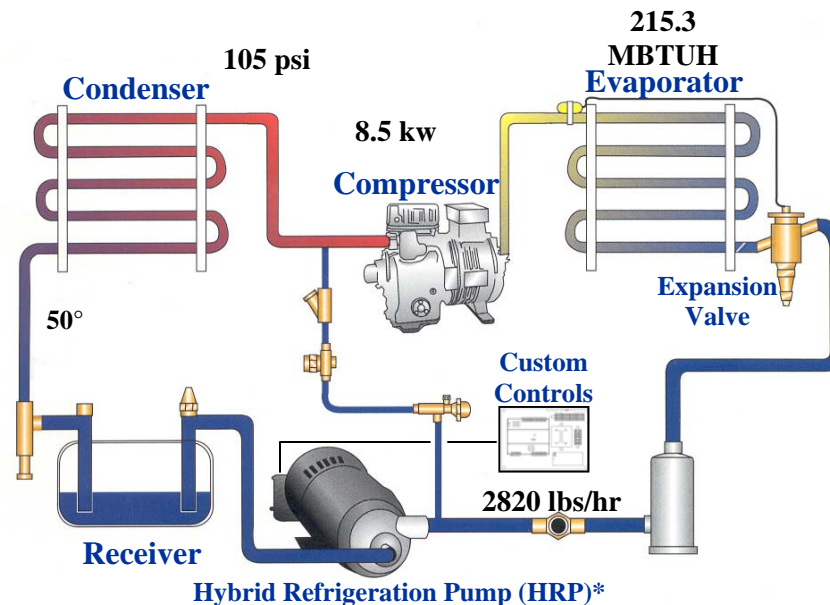 215.3
MBTUH
105 psi
Condenser
Evaporator
8.5 kw
Compressor
Expansion
Valve
50°
Custom
Controls
2820 lbs/hr
Receiver
Hybrid Refrigeration Pump (HRP)*